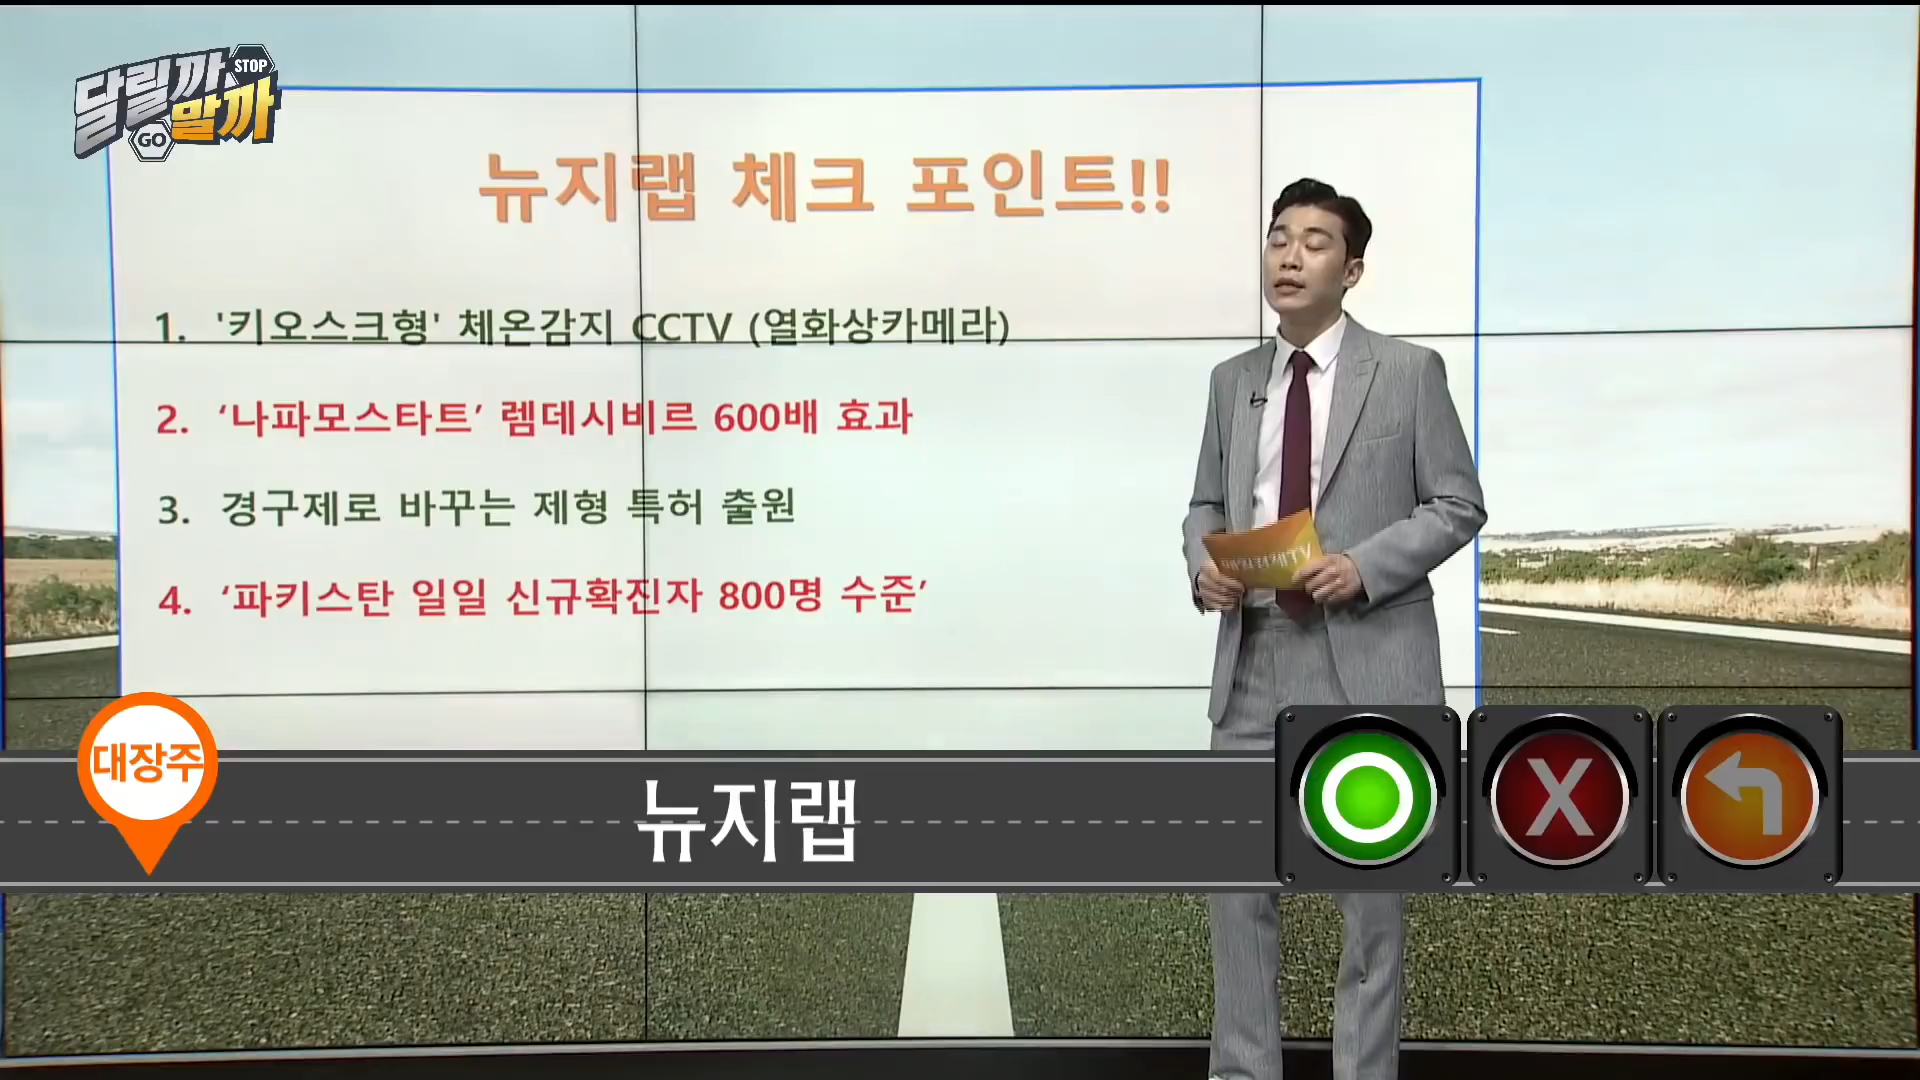 달릴까 STOP
GO 말까
뉴지랩 체크 포인트!!
1. '키오스크형' 체온감지 CCTV (열화상카메라)
2. ‘나파모스타트’ 렘데시비르 600배 효과
3. 경구제로 바꾸는 제형 특허 출원
4. ‘파키스탄 일일 신규확진자 800명 수준’
대장주
뉴지랩
X